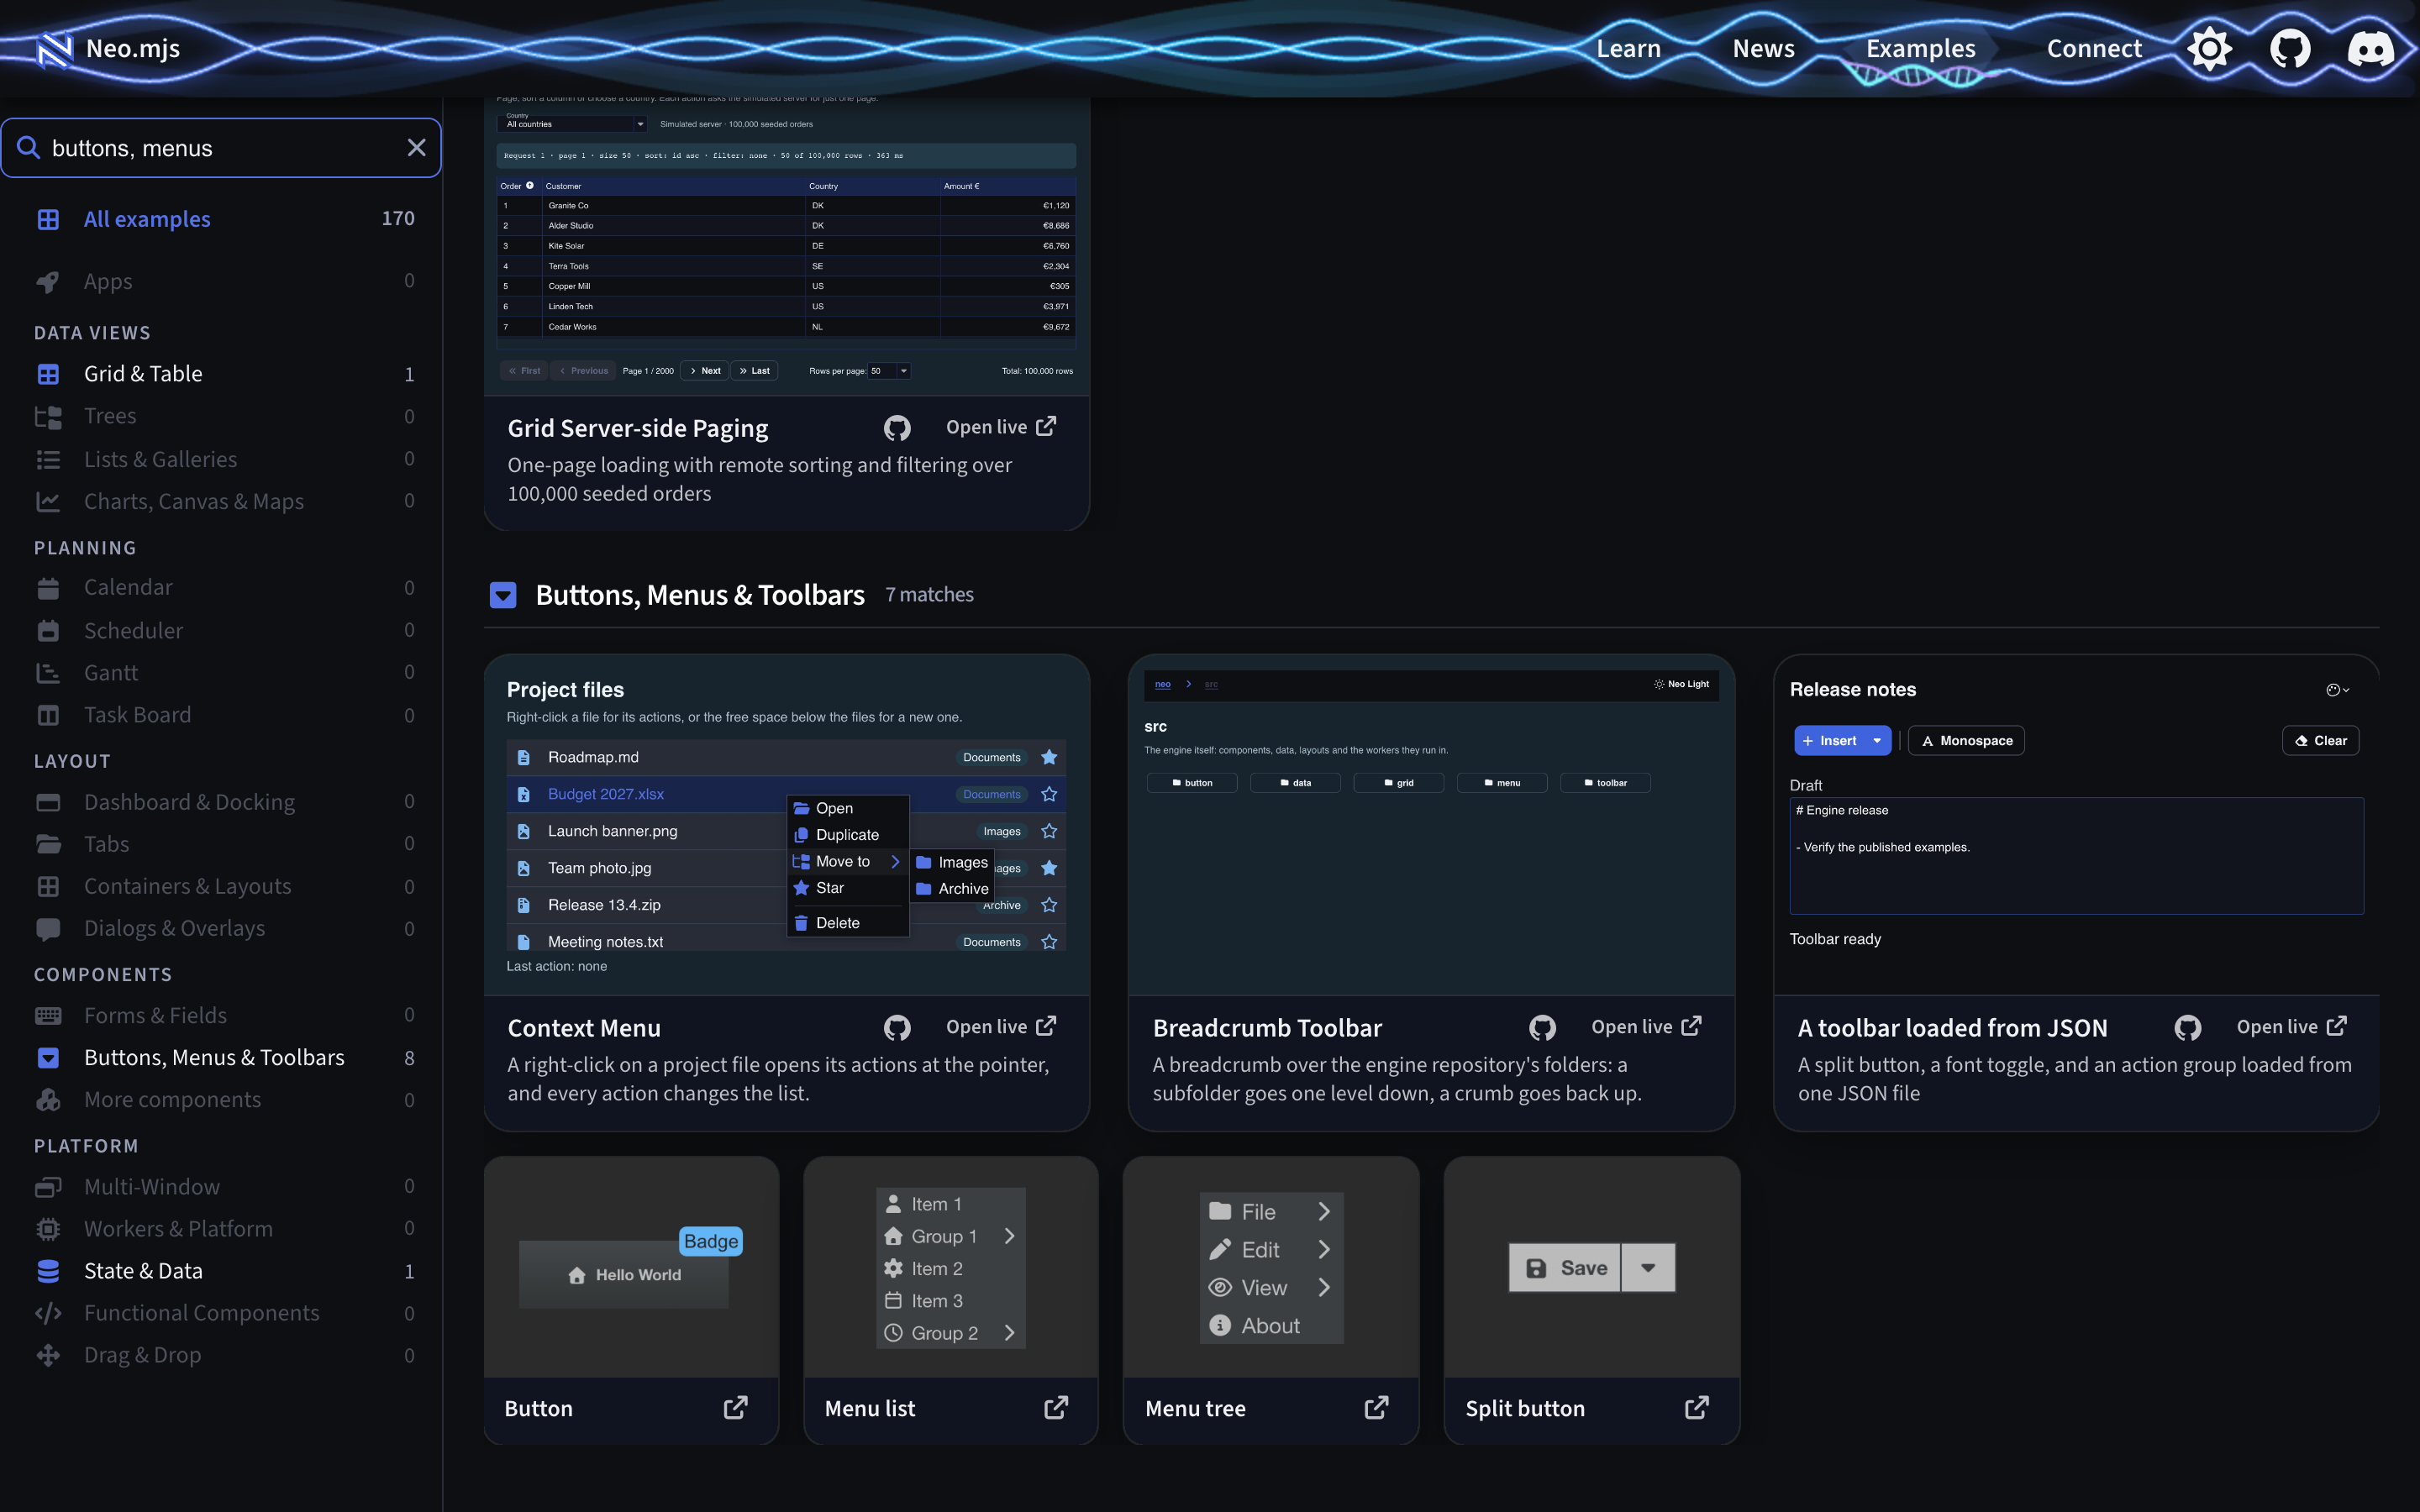 Neo.mjs
Learn
News
Examples
Connect
buttons, menus
All examples 170
Apps 0
DATA VIEWS
Grid & Table 1
Trees 0
Lists & Galleries 0
Charts, Canvas & Maps 0
PLANNING
Calendar 0
Scheduler 0
Gantt 0
Task Board 0
LAYOUT
Dashboard & Docking 0
Tabs 0
Containers & Layouts 0
Dialogs & Overlays 0
COMPONENTS
Forms & Fields 0
Buttons, Menus & Toolbars 8
More components 0
PLATFORM
Multi-Window 0
Workers & Platform 0
State & Data 1
Functional Components 0
Drag & Drop 0
Page, sort a column or choose a country. Each action asks the simulated server for just one page.
Country
All countries
Simulated server · 100,000 seeded orders
Request 1 · page 1 · size 50 · sort: id asc · filter: none · 50 of 100,000 rows · 363 ms
Order Customer Country Amount €
1 Granite Co DK €1,120
2 Alder Studio DK €8,686
3 Kite Solar DE €6,760
4 Terra Tools SE €2,304
5 Copper Mill US €305
6 Linden Tech US €3,971
7 Cedar Works NL €9,672
First Previous Page 1 / 2000 Next Last Rows per page: 50 Total: 100,000 rows
Grid Server-side Paging
Open live
One-page loading with remote sorting and filtering over
100,000 seeded orders
Buttons, Menus & Toolbars 7 matches
Project files
Right-click a file for its actions, or the free space below the files for a new one.
Roadmap.md Documents
Budget 2027.xlsx Documents
Launch banner.png Images
Team photo.jpg ages
Release 13.4.zip Archive
Meeting notes.txt Documents
Last action: none
Open
Duplicate
Move to
Star
Delete
Images
Archive
Context Menu
Open live
A right-click on a project file opens its actions at the pointer,
and every action changes the list.
neo src
Neo Light
src
The engine itself: components, data, layouts and the workers they run in.
button data grid menu toolbar
Breadcrumb Toolbar
Open live
A breadcrumb over the engine repository's folders: a
subfolder goes one level down, a crumb goes back up.
Release notes
Insert Monospace Clear
Draft
# Engine release
- Verify the published examples.
Toolbar ready
A toolbar loaded from JSON
Open live
A split button, a font toggle, and an action group loaded from
one JSON file
Badge
Hello World
Button
Item 1
Group 1
Item 2
Item 3
Group 2
Menu list
File
Edit
View
About
Menu tree
Save
Split button